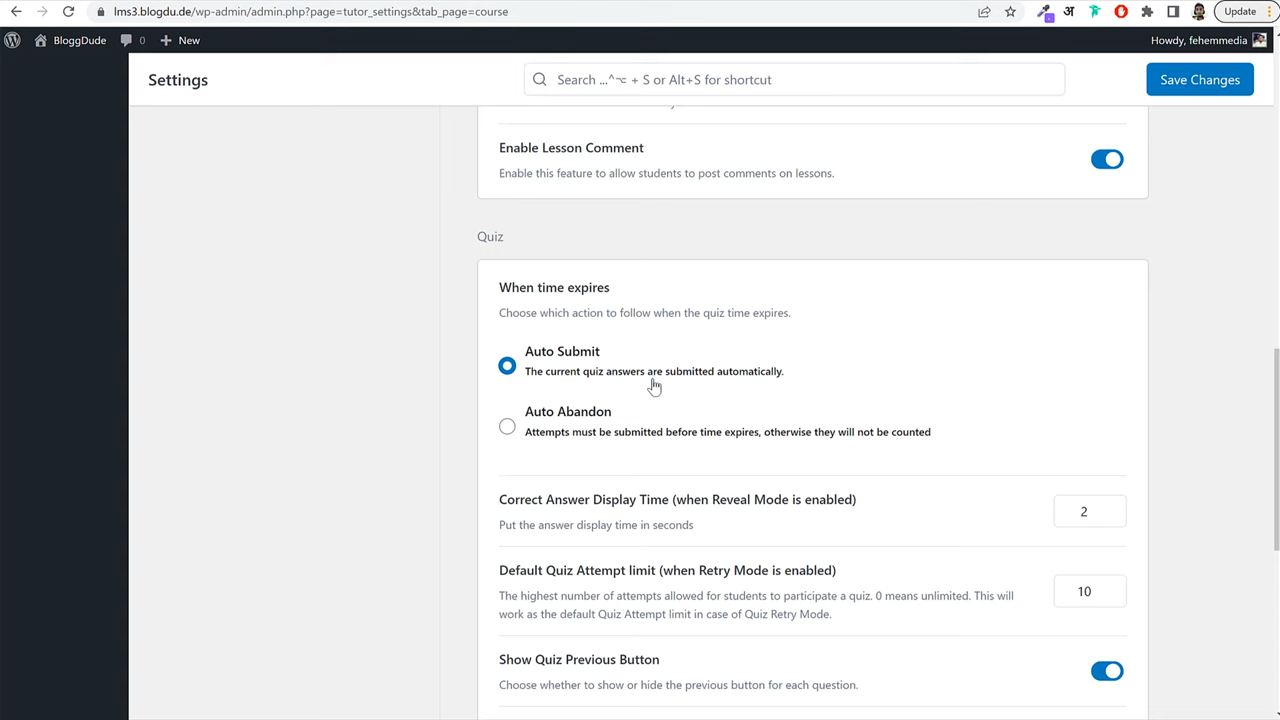 lms3.blogdu.de/wp-admin/admin.php?page=tutor_settings&tab_page=course
अ
Update
BloggDude
0
New
Howdy, fehemmedia
Settings
Search ...^⌥ + S or Alt+S for shortcut
Save Changes
Enable Lesson Comment
Enable this feature to allow students to post comments on lessons.
Quiz
When time expires
Choose which action to follow when the quiz time expires.
Auto Submit
The current quiz answers are submitted automatically.
Auto Abandon
Attempts must be submitted before time expires, otherwise they will not be counted
Correct Answer Display Time (when Reveal Mode is enabled)
2
Put the answer display time in seconds
Default Quiz Attempt limit (when Retry Mode is enabled)
The highest number of attempts allowed for students to participate a quiz. 0 means unlimited. This will
10
work as the default Quiz Attempt limit in case of Quiz Retry Mode.
Show Quiz Previous Button
Choose whether to show or hide the previous button for each question.